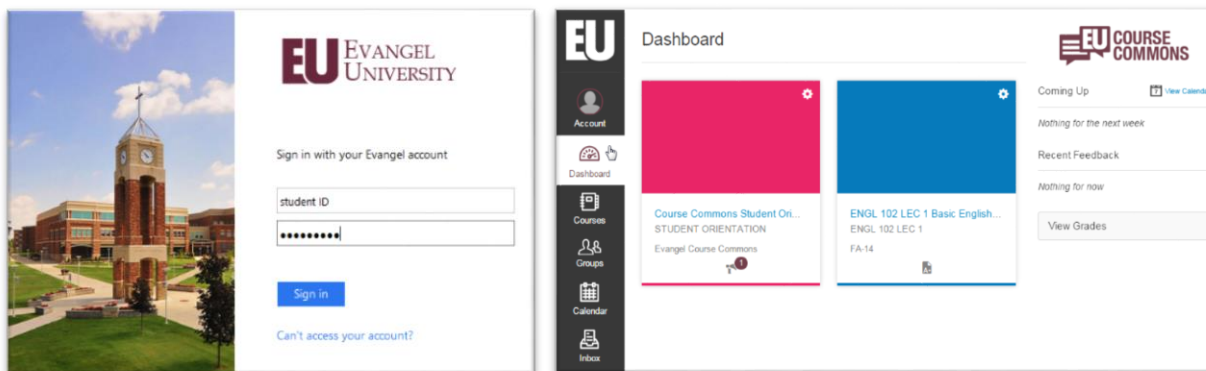 EU EVANGEL
UNIVERSITY
Sign in with your Evangel account
student ID
Sign in
Can't access your account?
EU
Account
Dashboard
Courses
Groups
Calendar
Inbox
Dashboard
Course Commons Student Ori...
STUDENT ORIENTATION
Evangel Course Commons
1
ENGL 102 LEC 1 Basic English...
ENGL 102 LEC 1
FA-14
EU COURSE
COMMONS
Coming Up
View Calenda
Nothing for the next week
Recent Feedback
Nothing for now
View Grades